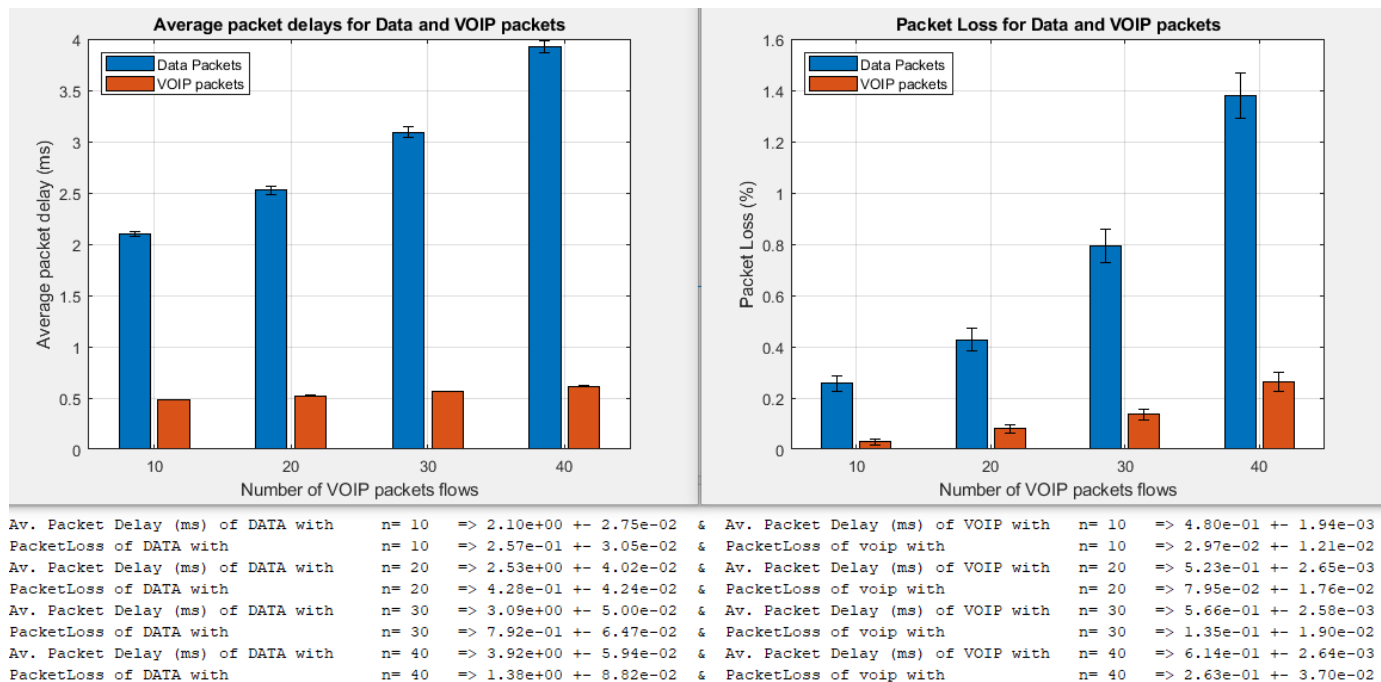 Average packet delays for Data and VOIP packets
Data Packets
VOIP packets
4
3.5
3
2.5
2
1.5
1
0.5
0
Average packet delay (ms)
10 20 30 40
Number of VOIP packets flows
Packet Loss for Data and VOIP packets
Data Packets
VOIP packets
1.6
1.4
1.2
1
0.8
0.6
0.4
0.2
0
Packet Loss (%)
10 20 30 40
Number of VOIP packets flows
Av. Packet Delay (ms) of DATA with n= 10 => 2.10e+00 +- 2.75e-02 & Av. Packet Delay (ms) of VOIP with n= 10 => 4.80e-01 +- 1.94e-03
PacketLoss of DATA with n= 10 => 2.57e-01 +- 3.05e-02 & PacketLoss of voip with n= 10 => 2.97e-02 +- 1.21e-02
Av. Packet Delay (ms) of DATA with n= 20 => 2.53e+00 +- 4.02e-02 & Av. Packet Delay (ms) of VOIP with n= 20 => 5.23e-01 +- 2.65e-03
PacketLoss of DATA with n= 20 => 4.28e-01 +- 4.24e-02 & PacketLoss of voip with n= 20 => 7.95e-02 +- 1.76e-02
Av. Packet Delay (ms) of DATA with n= 30 => 3.09e+00 +- 5.00e-02 & Av. Packet Delay (ms) of VOIP with n= 30 => 5.66e-01 +- 2.58e-03
PacketLoss of DATA with n= 30 => 7.92e-01 +- 6.47e-02 & PacketLoss of voip with n= 30 => 1.35e-01 +- 1.90e-02
Av. Packet Delay (ms) of DATA with n= 40 => 3.92e+00 +- 5.94e-02 & Av. Packet Delay (ms) of VOIP with n= 40 => 6.14e-01 +- 2.64e-03
PacketLoss of DATA with n= 40 => 1.38e+00 +- 8.82e-02 & PacketLoss of voip with n= 40 => 2.63e-01 +- 3.70e-02